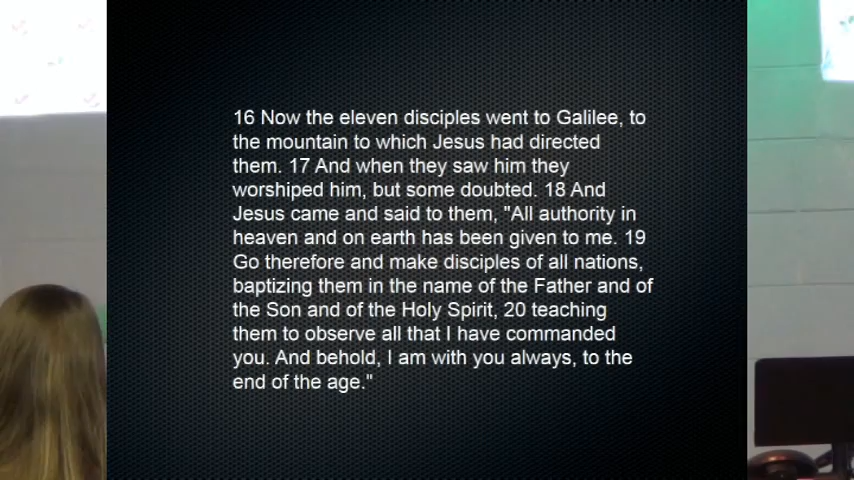 16 Now the eleven disciples went to Galilee, to
the mountain to which Jesus had directed
them. 17 And when they saw him they
worshiped him, but some doubted. 18 And
Jesus came and said to them, "All authority in
heaven and on earth has been given to me. 19
Go therefore and make disciples of all nations,
baptizing them in the name of the Father and of
the Son and of the Holy Spirit, 20 teaching
them to observe all that I have commanded
you. And behold, I am with you always, to the
end of the age."